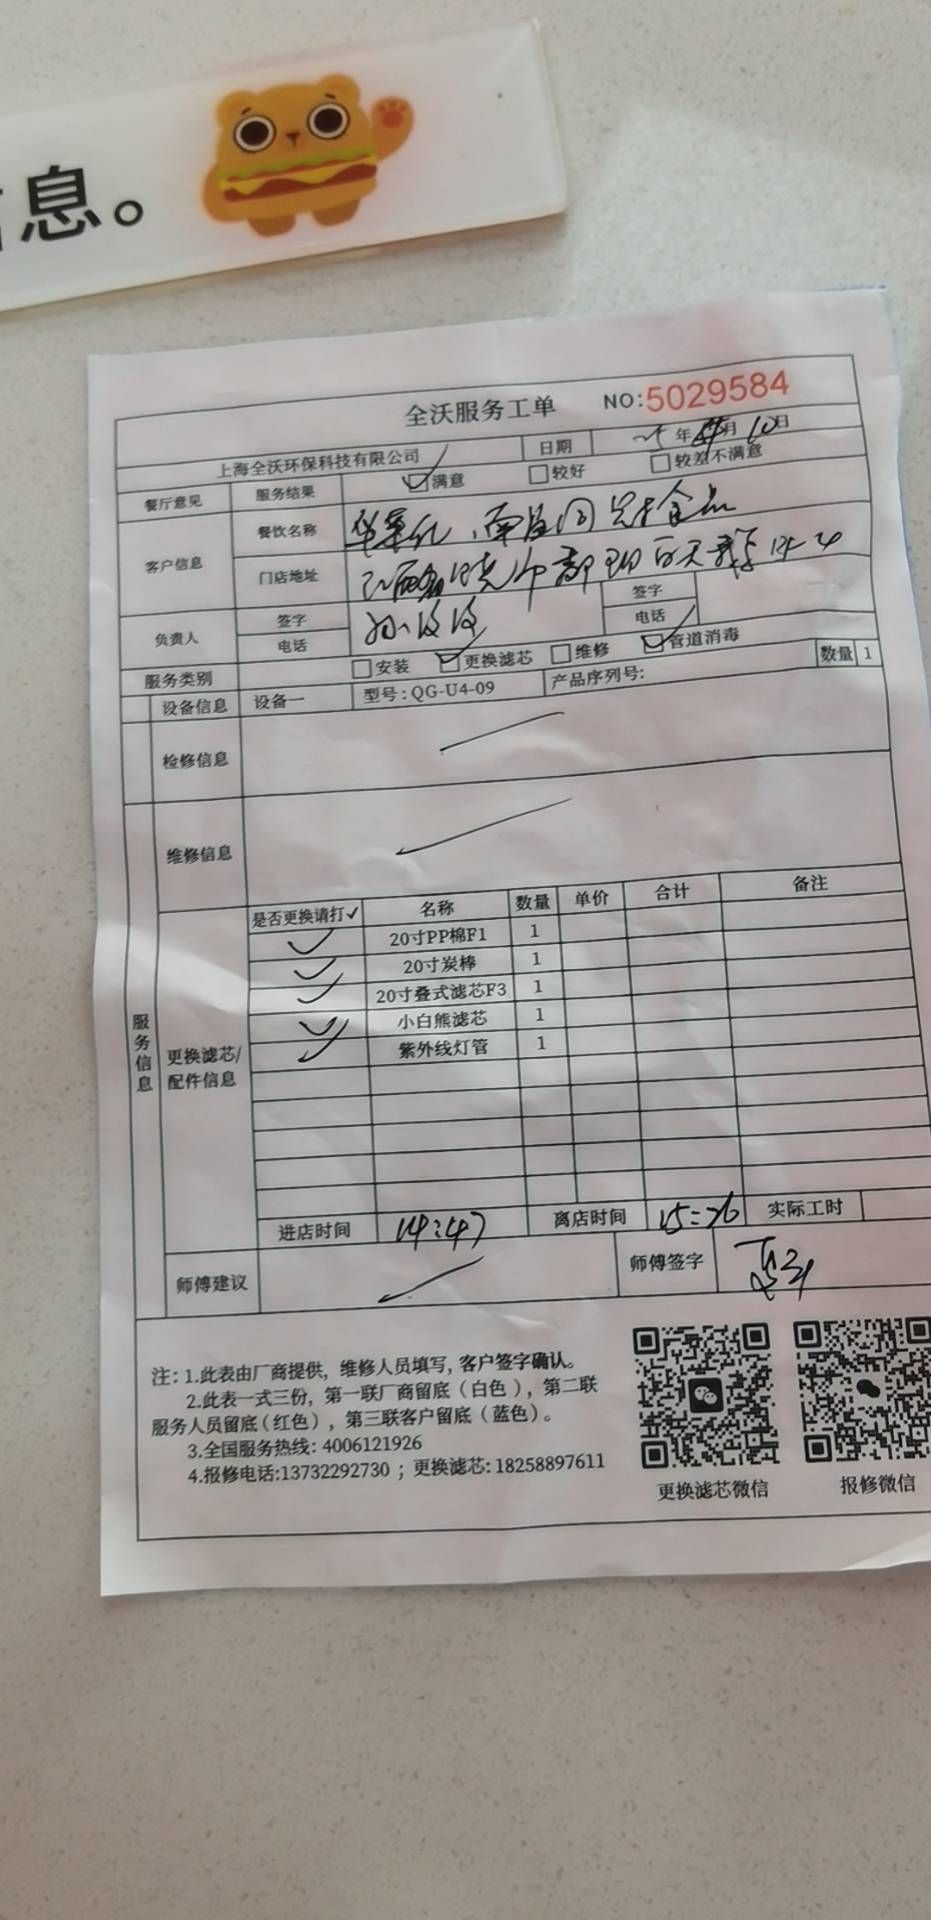 息。
全沃服务工单 NO:5029584
上海全沃环保科技有限公司 日期 年 月 10日
餐厅意见 服务结果 满意 较好 较差不满意
客户信息 餐饮名称 华莱士
门店地址
负责人 签字 签字
电话 电话
服务类别 安装 更换滤芯 维修 管道消毒
设备信息 设备一 型号:QG-U4-09 产品序列号: 数量 1
检修信息
维修信息
服务信息
更换滤芯/
配件信息
是否更换请打✓ 名称 数量 单价 合计 备注
20寸PP棉F1 1
20寸炭棒 1
20寸叠式滤芯F3 1
小白熊滤芯 1
紫外线灯管 1
进店时间 14:47 离店时间 15:26 实际工时
师傅建议 师傅签字
注:1.此表由厂商提供，维修人员填写，客户签字确认。
2.此表一式三份，第一联厂商留底（白色），第二联
服务人员留底（红色），第三联客户留底（蓝色）。
3.全国服务热线: 4006121926
4.报修电话:13732292730 ; 更换滤芯: 18258897611
更换滤芯微信 报修微信